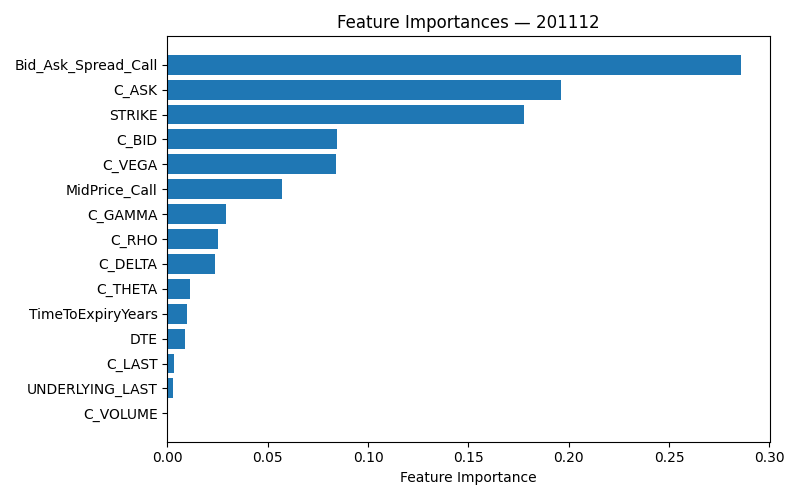 Feature Importances — 201112
Bid_Ask_Spread_Call
C_ASK
STRIKE
C_BID
C_VEGA
MidPrice_Call
C_GAMMA
C_RHO
C_DELTA
C_THETA
TimeToExpiryYears
DTE
C_LAST
UNDERLYING_LAST
C_VOLUME
0.00 0.05 0.10 0.15 0.20 0.25 0.30
Feature Importance